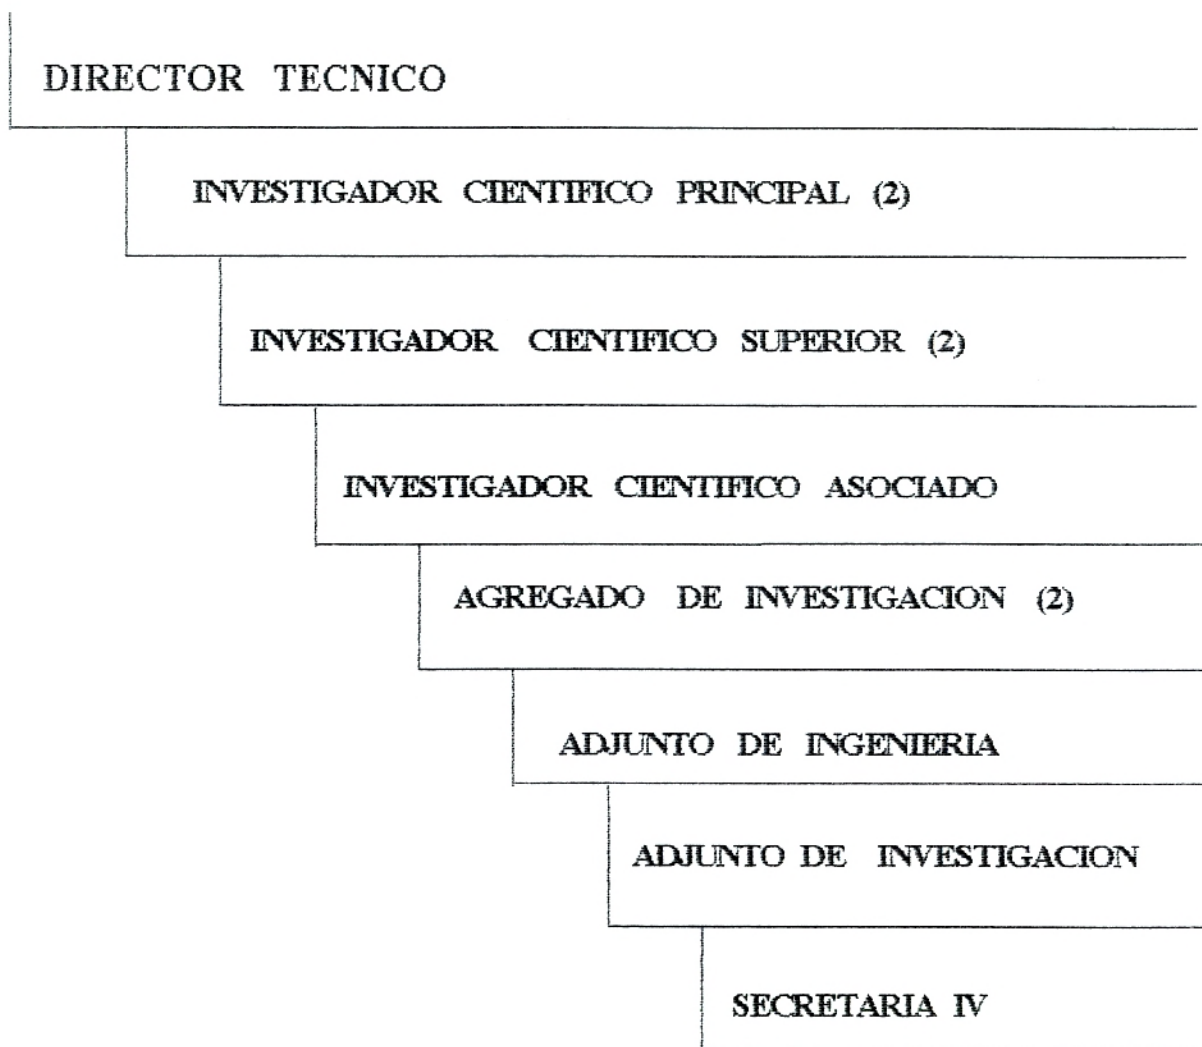 DIRECTOR TECNICO
INVESTIGADOR CIENTIFICO PRINCIPAL (2)
INVESTIGADOR CIENTIFICO SUPERIOR (2)
INVESTIGADOR CIENTIFICO ASOCIADO
AGREGADO DE INVESTIGACION (2)
ADJUNTO DE INGENIERIA
ADJUNTO DE INVESTIGACION
SECRETARIA IV